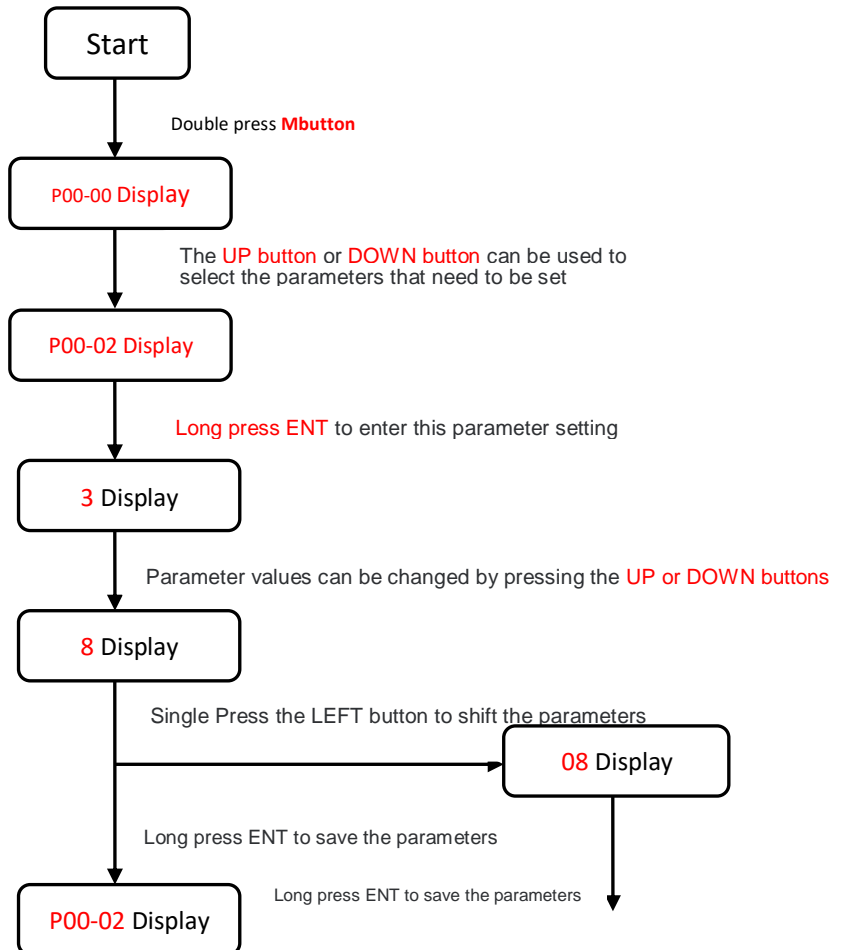 Start
Double press Mbutton
P00-00 Display
The UP button or DOWN button can be used to
select the parameters that need to be set
P00-02 Display
Long press ENT to enter this parameter setting
3 Display
Parameter values can be changed by pressing the UP or DOWN buttons
8 Display
Single Press the LEFT button to shift the parameters
08 Display
Long press ENT to save the parameters
Long press ENT to save the parameters
P00-02 Display